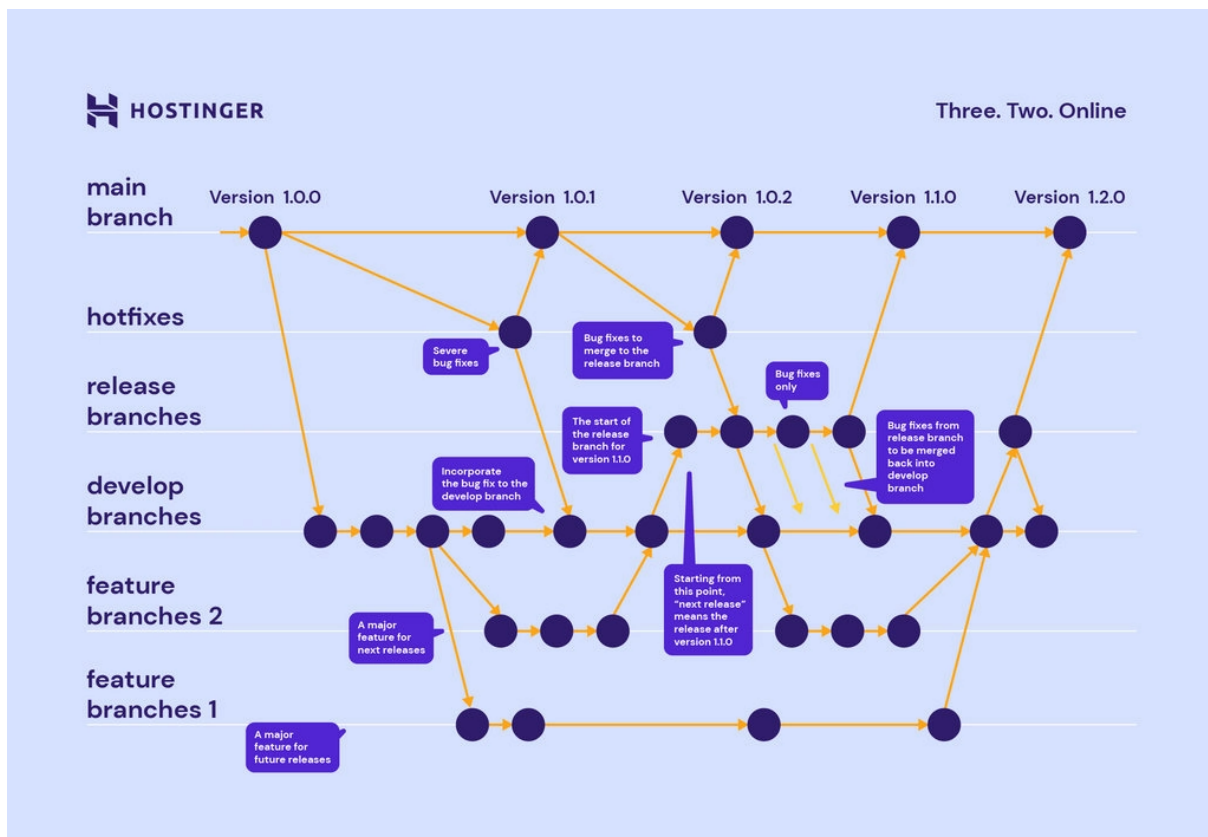 HOSTINGER
Three. Two. Online
main
branch
Version 1.0.0
Version 1.0.1
Version 1.0.2
Version 1.1.0
Version 1.2.0
hotfixes
Severe
bug fixes
Bug fixes to
merge to the
release branch
release
branches
Bug fixes
only
The start of
the release
branch for
version 1.1.0
Bug fixes from
release branch
to be merged
back into
develop
branch
develop
branches
Incorporate
the bug fix to the
develop branch
feature
branches 2
A major
feature for
next releases
Starting from
this point,
“next release”
means the
release after
version 1.1.0
feature
branches 1
A major
feature for
future releases